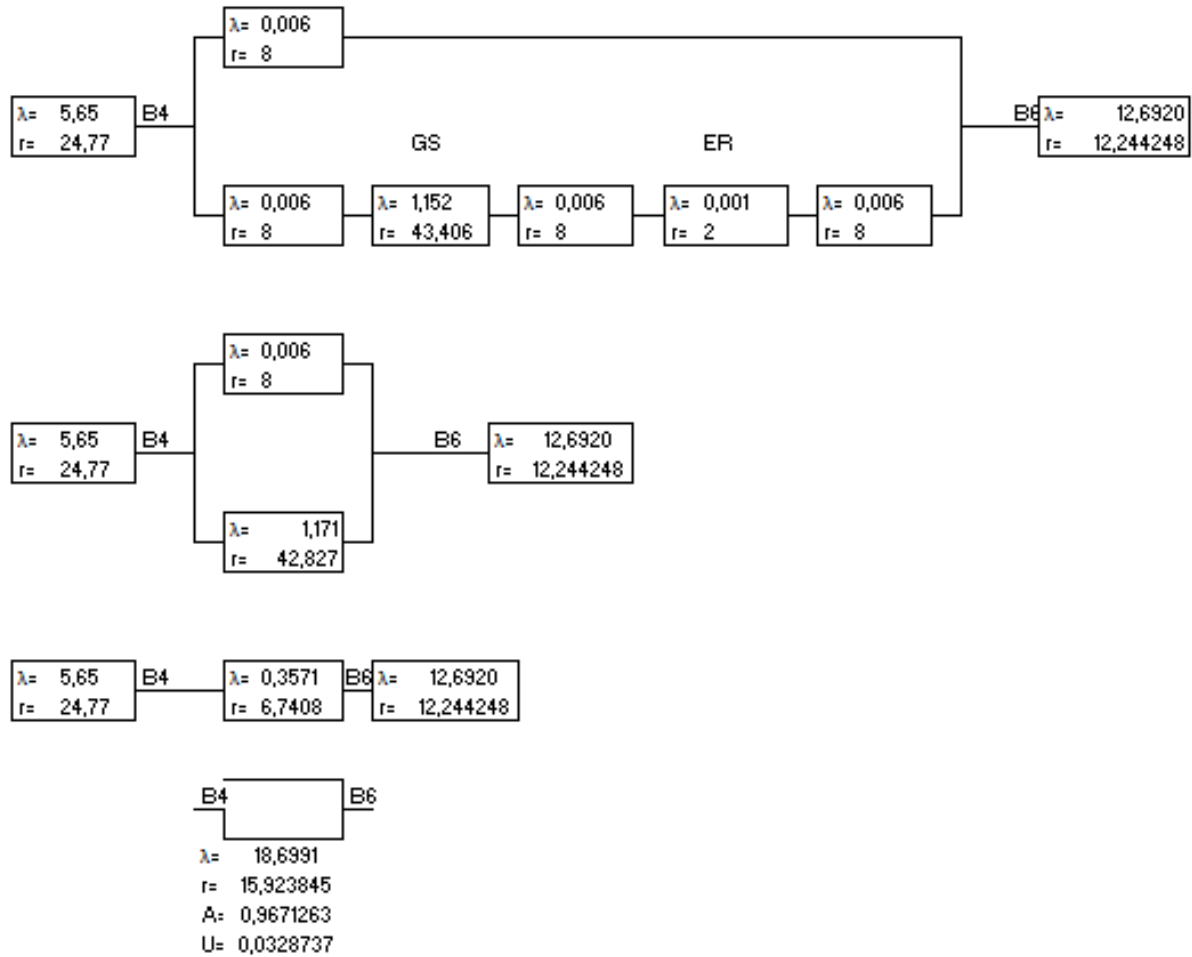 λ= 0,006
r= 8
λ= 5,65
r= 24,77
B4
GS
ER
B6
λ= 12,6920
r= 12,244248
λ= 0,006
r= 8
λ= 1,152
r= 43,406
λ= 0,006
r= 8
λ= 0,001
r= 2
λ= 0,006
r= 8
λ= 0,006
r= 8
λ= 5,65
r= 24,77
B4
B6
λ= 12,6920
r= 12,244248
λ= 1,171
r= 42,827
λ= 5,65
r= 24,77
B4
λ= 0,3571
r= 6,7408
B6
λ= 12,6920
r= 12,244248
B4
B6
λ= 18,6991
r= 15,923845
A= 0,9671263
U= 0,0328737